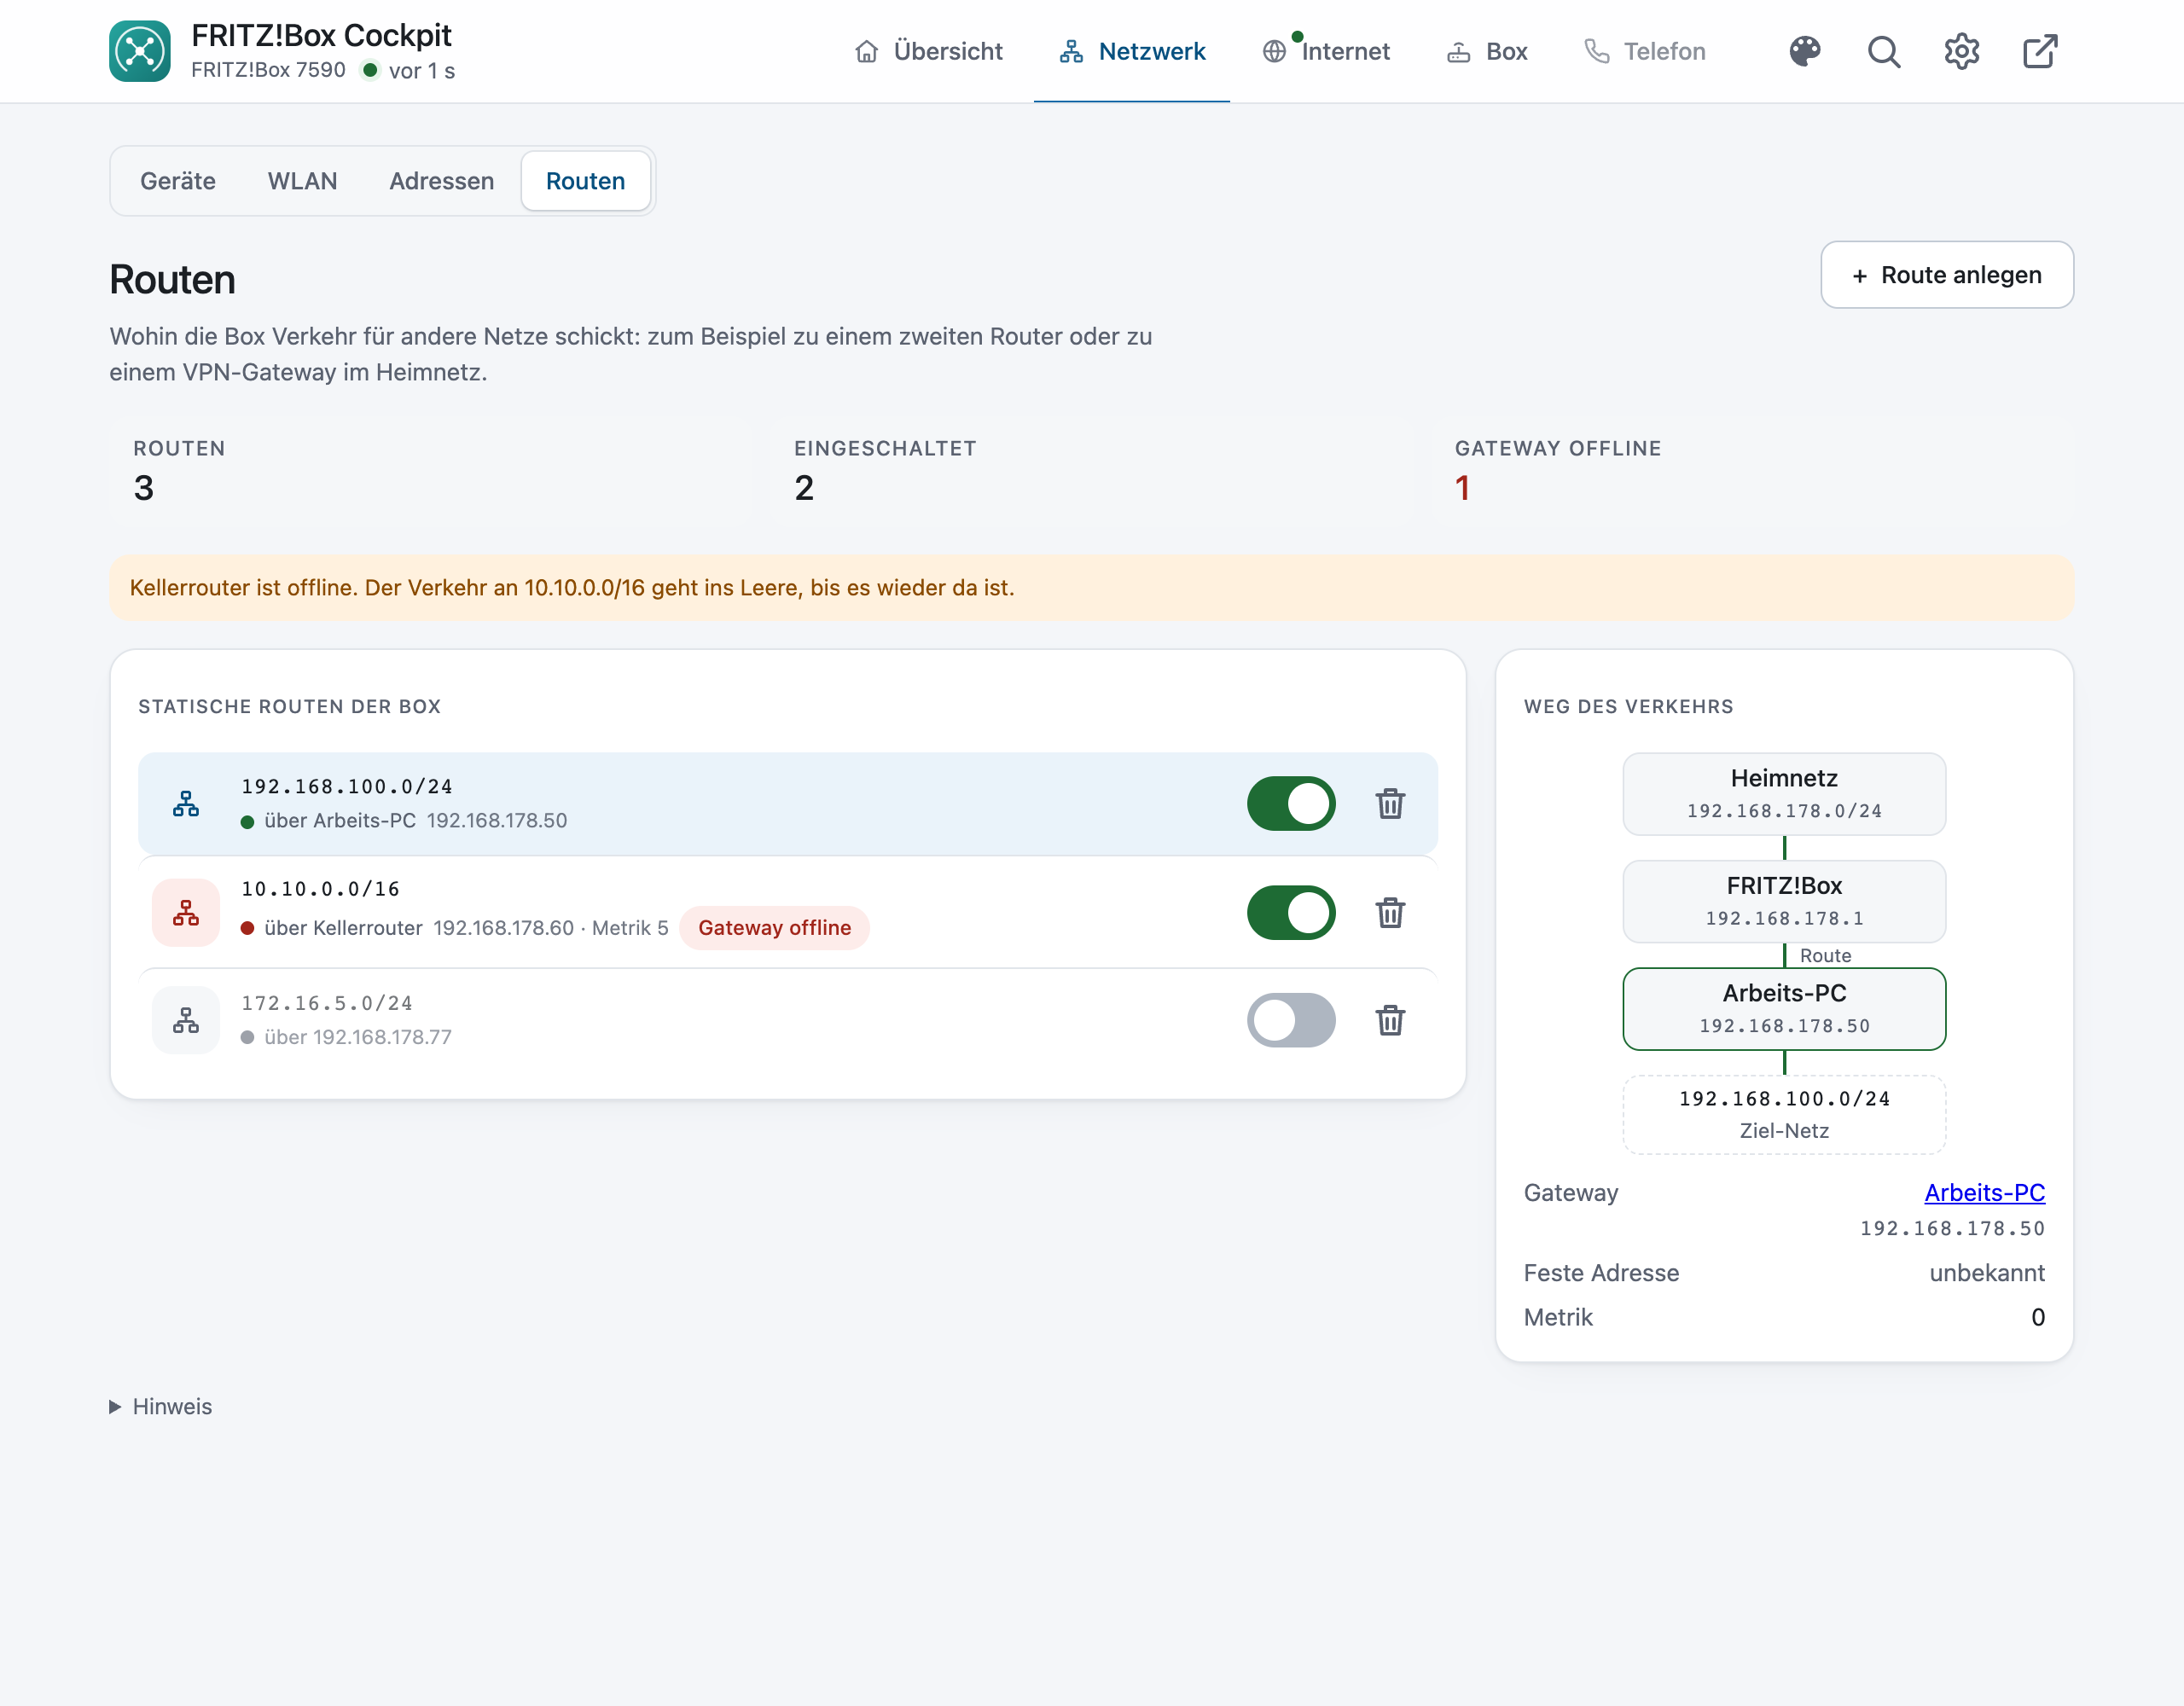 FRITZ!Box Cockpit
FRITZ!Box 7590 vor 1 s
Übersicht
Netzwerk
Internet
Box
Telefon
Geräte
WLAN
Adressen
Routen
Routen
+ Route anlegen
Wohin die Box Verkehr für andere Netze schickt: zum Beispiel zu einem zweiten Router oder zu
einem VPN-Gateway im Heimnetz.
ROUTEN
3
EINGESCHALTET
2
GATEWAY OFFLINE
1
Kellerrouter ist offline. Der Verkehr an 10.10.0.0/16 geht ins Leere, bis es wieder da ist.
STATISCHE ROUTEN DER BOX
192.168.100.0/24
über Arbeits-PC 192.168.178.50
10.10.0.0/16
über Kellerrouter 192.168.178.60 · Metrik 5 Gateway offline
172.16.5.0/24
über 192.168.178.77
WEG DES VERKEHRS
Heimnetz
192.168.178.0/24
FRITZ!Box
192.168.178.1
Route
Arbeits-PC
192.168.178.50
192.168.100.0/24
Ziel-Netz
Gateway Arbeits-PC
192.168.178.50
Feste Adresse unbekannt
Metrik 0
Hinweis